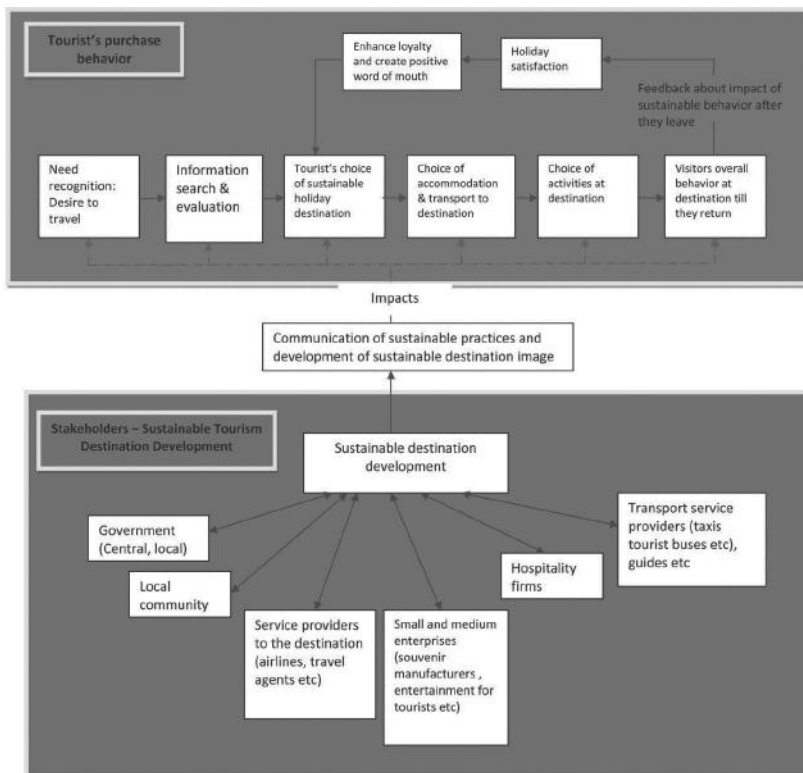 Tourist's purchase
behavior
Enhance loyalty
and create positive
word of mouth
Holiday
satisfaction
Feedback about impact of
sustainable behavior after
they leave
Need
recognition:
Desire to
travel
Information
search &
evaluation
Tourist's choice
of sustainable
holiday
destination
Choice of
accommodation
& transport to
destination
Choice of
activities at
destination
Visitors overall
behavior at
destination till
they return
Impacts
Communication of sustainable practices and
development of sustainable destination image
Stakeholders – Sustainable Tourism
Destination Development
Sustainable destination
development
Government
(Central, local)
Local
community
Service providers
to the destination
(airlines, travel
agents etc)
Small and medium
enterprises
(souvenir
manufacturers ,
entertainment for
tourists etc)
Hospitality
firms
Transport service
providers (taxis
tourist buses etc),
guides etc